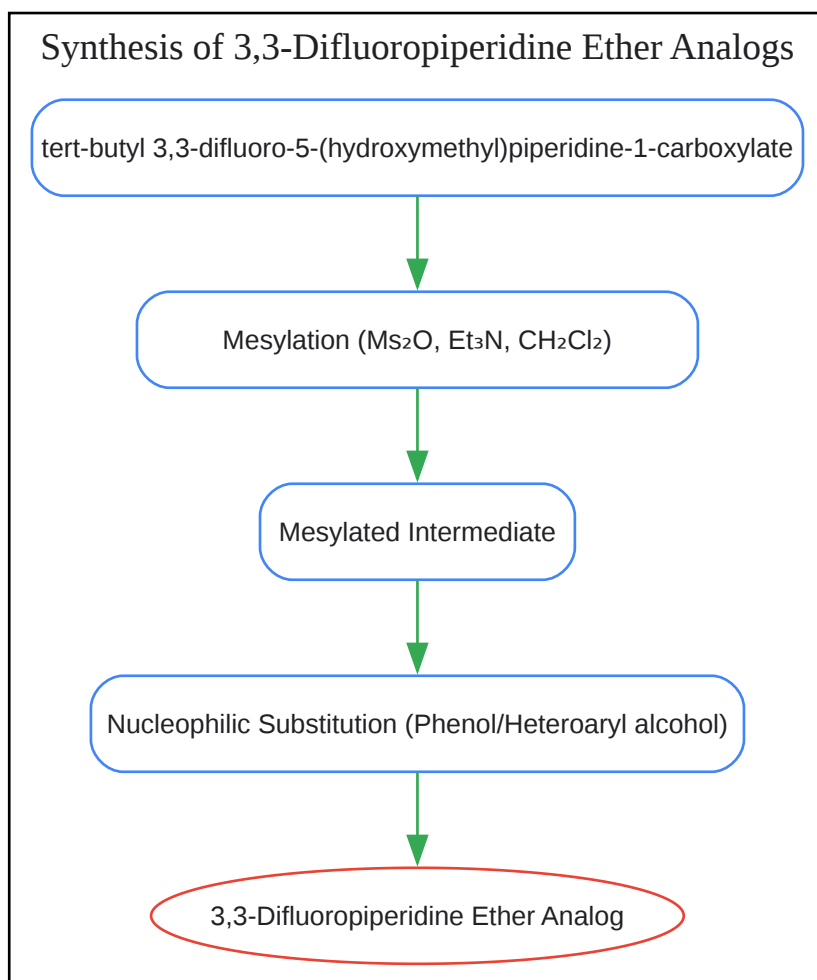 Synthesis of 3,3-Difluoropiperidine Ether Analogs
tert-butyl 3,3-difluoro-5-(hydroxymethyl)piperidine-1-carboxylate
Mesylation (Ms₂O, Et₃N, CH₂Cl₂)
Mesylated Intermediate
Nucleophilic Substitution (Phenol/Heteroaryl alcohol)
3,3-Difluoropiperidine Ether Analog